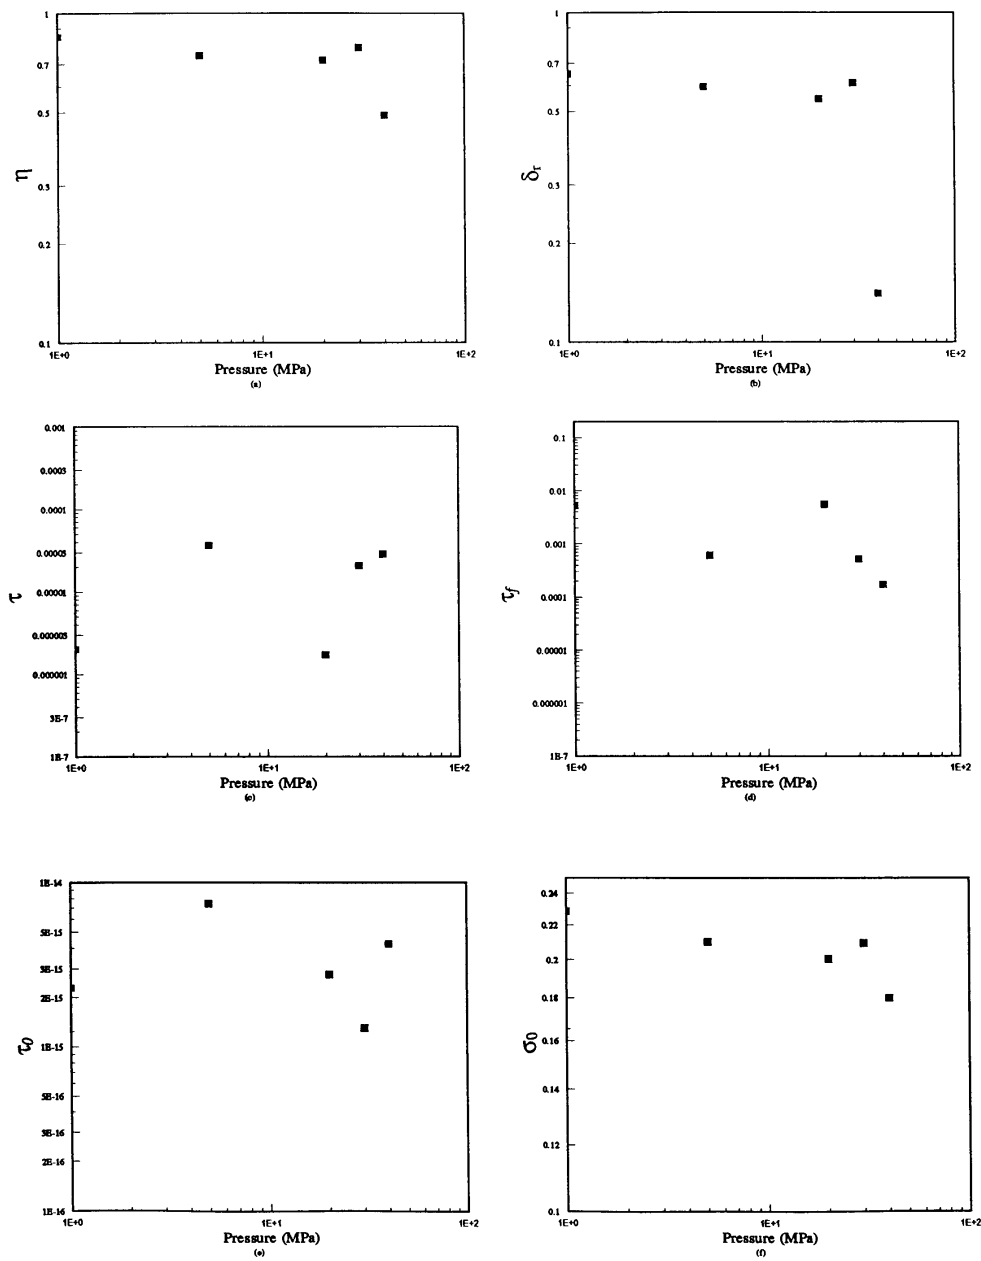 1
0.7
0.5
η
0.3
0.2
0.1
1E+0 1E+1 1E+2
Pressure (MPa)
(a)
1
0.7
0.5
δr
0.3
0.2
0.1
1E+0 1E+1 1E+2
Pressure (MPa)
(b)
0.001
0.0003
0.0001
0.00005
0.00001
τ
0.000005
0.000001
3E-7
1E-7
1E+0 1E+1 1E+2
Pressure (MPa)
(c)
0.1
0.01
0.001
τf
0.0001
0.00001
0.000001
1E-7
1E+0 1E+1 1E+2
Pressure (MPa)
(d)
1E-14
5E-15
3E-15
2E-15
τ0
1E-15
5E-16
3E-16
2E-16
1E-16
1E+0 1E+1 1E+2
Pressure (MPa)
(e)
0.24
0.22
0.2
0.18
σ0
0.16
0.14
0.12
0.1
1E+0 1E+1 1E+2
Pressure (MPa)
(f)